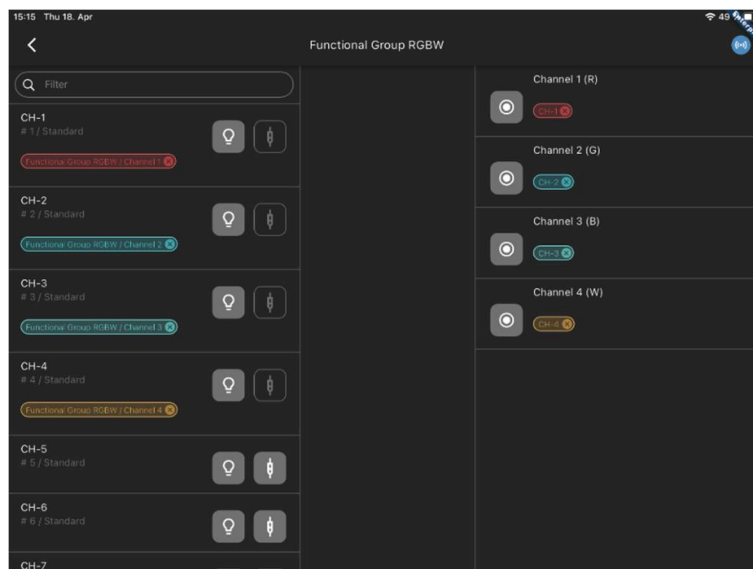 15:15 Thu 18. Apr
49
Functional Group RGBW
Filter
CH-1
# 1 / Standard
Functional Group RGBW / Channel 1
CH-2
# 2 / Standard
Functional Group RGBW / Channel 2
CH-3
# 3 / Standard
Functional Group RGBW / Channel 3
CH-4
# 4 / Standard
Functional Group RGBW / Channel 4
CH-5
# 5 / Standard
CH-6
# 6 / Standard
CH-7
Channel 1 (R)
CH-1
Channel 2 (G)
CH-2
Channel 3 (B)
CH-3
Channel 4 (W)
CH-4